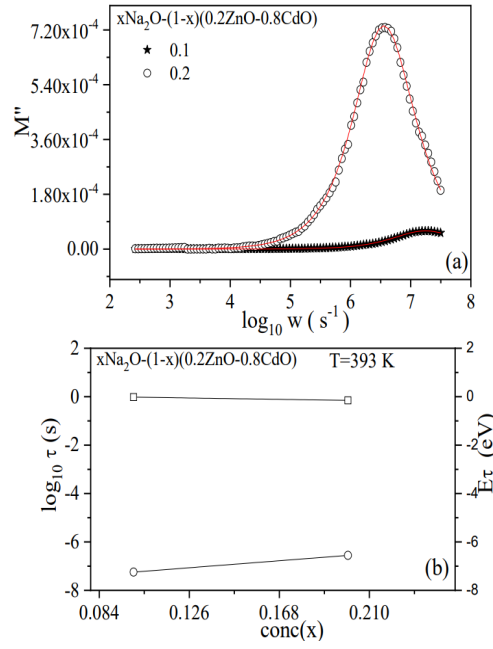 xNa₂O-(1-x)(0.2ZnO-0.8CdO)
0.1
0.2
7.20x10⁻⁴
5.40x10⁻⁴
3.60x10⁻⁴
1.80x10⁻⁴
0.00
M''
(a)
2 3 4 5 6 7 8
log₁₀ w ( s⁻¹)
xNa₂O-(1-x)(0.2ZnO-0.8CdO) T=393 K
2 2
0 0
-2 -2
-4 -4
-6 -6
-8 -8
log₁₀ τ (s)
Eτ (eV)
(b)
0.084 0.126 0.168 0.210
conc(x)